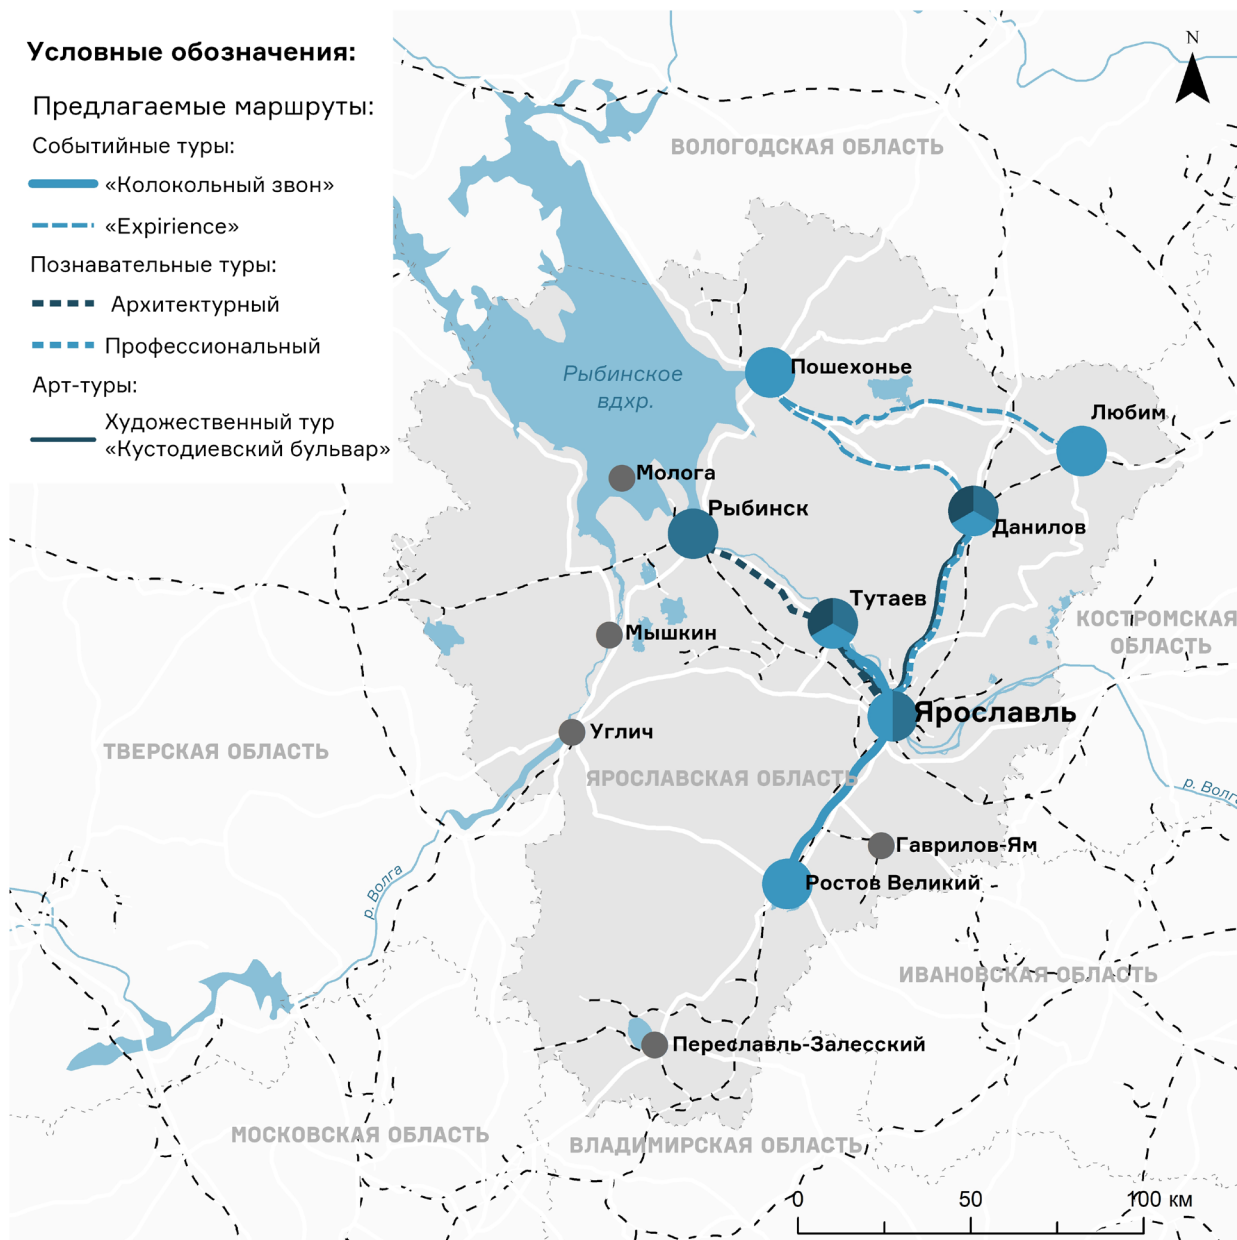 Условные обозначения:
Предлагаемые маршруты:
Событийные туры:
«Колокольный звон»
«Expirience»
Познавательные туры:
Архитектурный
Профессиональный
Арт-туры:
Художественный тур
«Кустодиевский бульвар»
N
ВОЛОГОДСКАЯ ОБЛАСТЬ
Рыбинское
вдхр.
Пошехонье
Любим
Молога
Рыбинск
Данилов
Тутаев
КОСТРОМСКАЯ
ОБЛАСТЬ
Мышкин
Ярославль
Углич
ТВЕРСКАЯ ОБЛАСТЬ
ЯРОСЛАВСКАЯ ОБЛАСТЬ
р. Волга
Гаврилов-Ям
Ростов Великий
р. Волга
ИВАНОВСКАЯ ОБЛАСТЬ
Переславль-Залесский
МОСКОВСКАЯ ОБЛАСТЬ
ВЛАДИМИРСКАЯ ОБЛАСТЬ
0 50 100 км